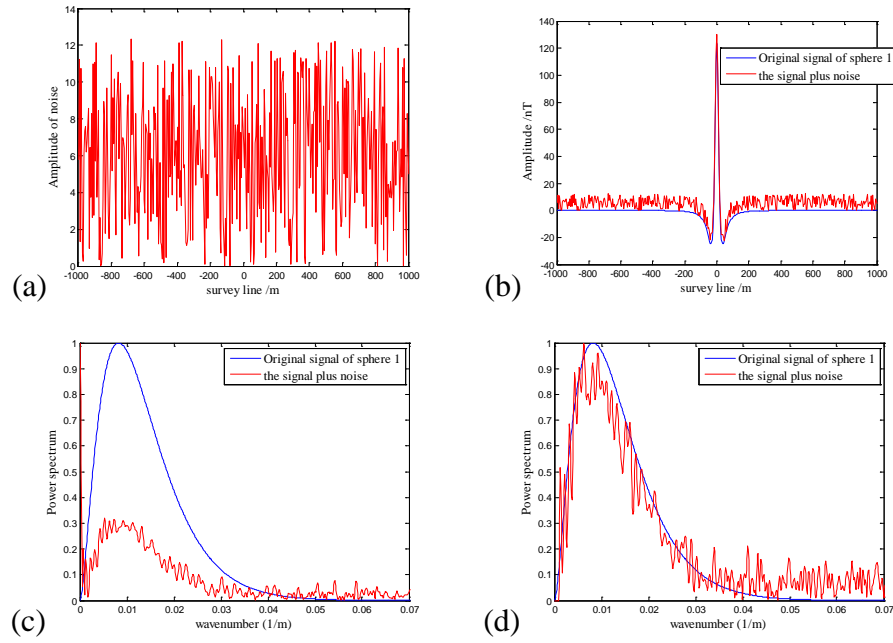 14
12
10
8
6
4
2
0
Amplitude of noise
-1000 -800 -600 -400 -200 0 200 400 600 800 1000
survey line /m
(a)
140
120
100
80
60
40
20
0
-20
-40
Amplitude /nT
Original signal of sphere 1
the signal plus noise
-1000 -800 -600 -400 -200 0 200 400 600 800 1000
survey line /m
(b)
1
0.9
0.8
0.7
0.6
0.5
0.4
0.3
0.2
0.1
0
Power spectrum
Original signal of sphere 1
the signal plus noise
0 0.01 0.02 0.03 0.04 0.05 0.06 0.07
wavenumber (1/m)
(c)
1
0.9
0.8
0.7
0.6
0.5
0.4
0.3
0.2
0.1
0
Power spectrum
Original signal of sphere 1
the signal plus noise
0 0.01 0.02 0.03 0.04 0.05 0.06 0.07
wavenumber (1/m)
(d)